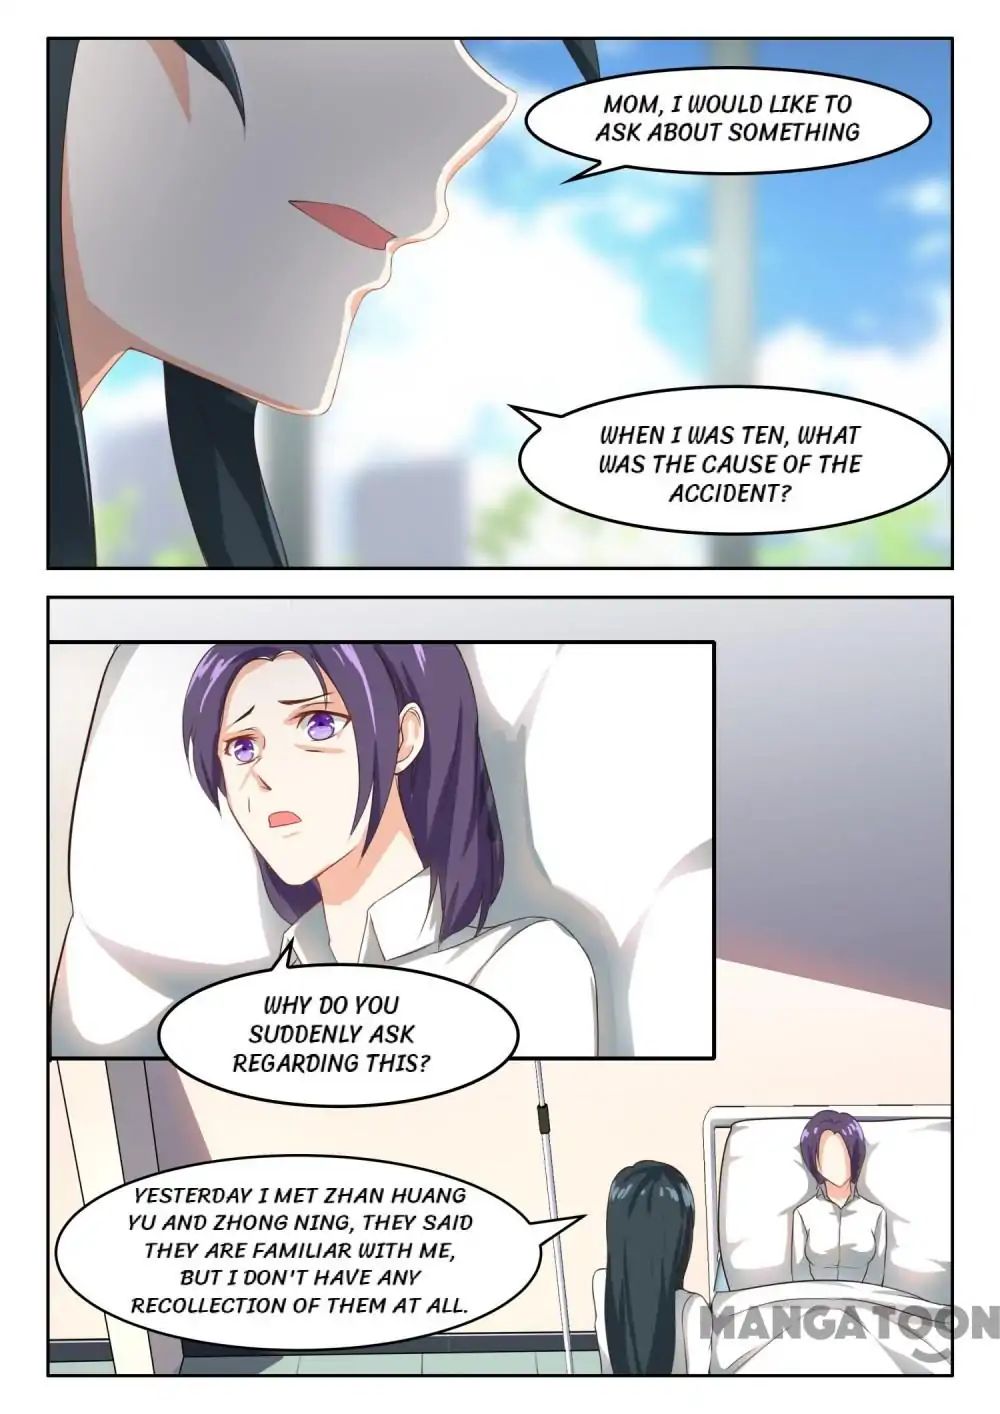 MOM, I WOULD LIKE TO
ASK ABOUT SOMETHING
WHEN I WAS TEN, WHAT
WAS THE CAUSE OF THE
ACCIDENT?
WHY DO YOU
SUDDENLY ASK
REGARDING THIS?
YESTERDAY I MET ZHAN HUANG
YU AND ZHONG NING, THEY SAID
THEY ARE FAMILIAR WITH ME,
BUT I DON'T HAVE ANY
RECOLLECTION OF THEM AT ALL.
MANGATOON